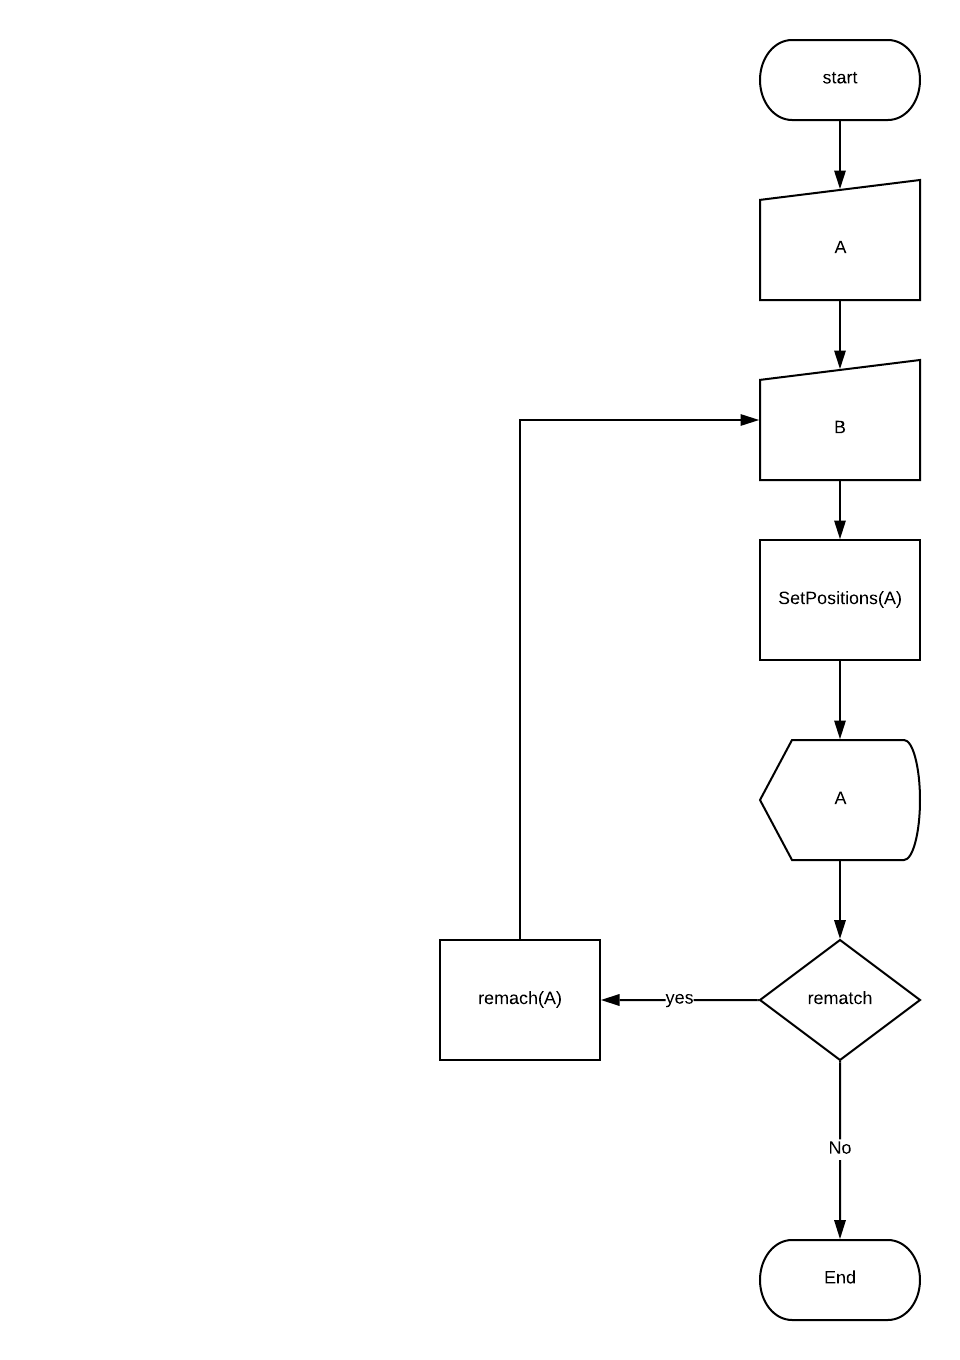 start
A
B
SetPositions(A)
A
remach(A)
yes
rematch
No
End